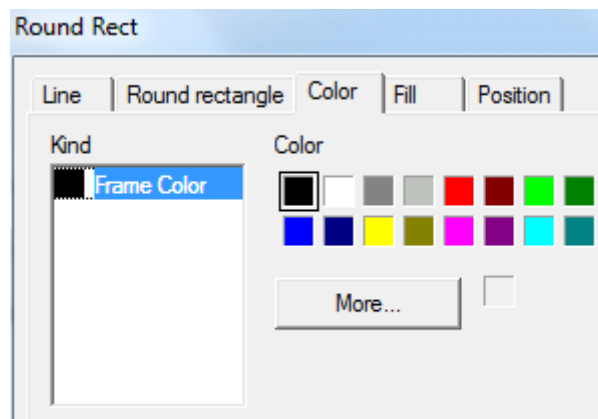 Round Rect
Line Round rectangle Color Fill Position
Kind Color
Frame Color
More...